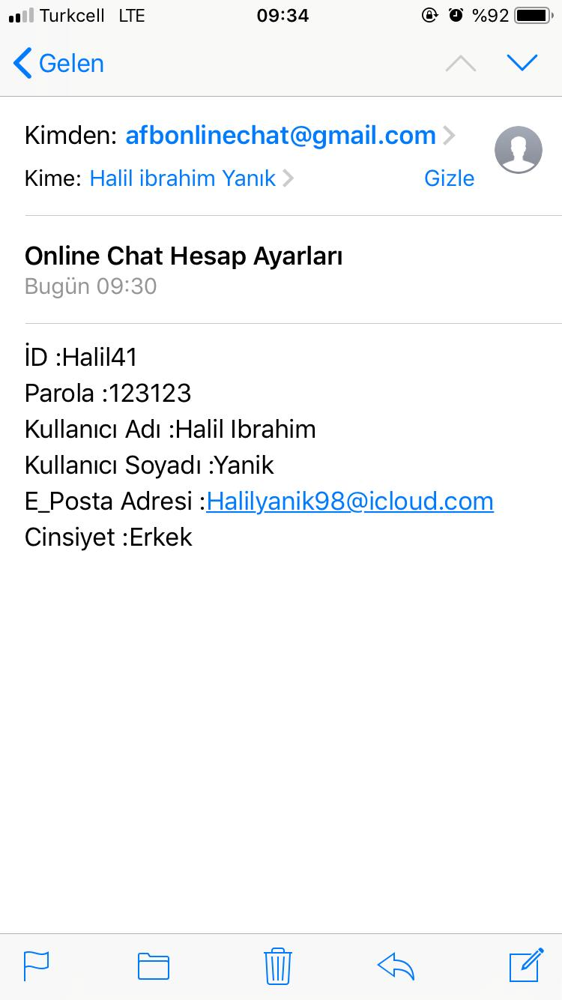 Turkcell LTE 09:34 %92
Gelen
Kimden: afbonlinechat@gmail.com
Kime: Halil ibrahim Yanık Gizle
Online Chat Hesap Ayarları
Bugün 09:30
İD :Halil41
Parola :123123
Kullanıcı Adı :Halil Ibrahim
Kullanıcı Soyadı :Yanik
E_Posta Adresi :Halilyanik98@icloud.com
Cinsiyet :Erkek